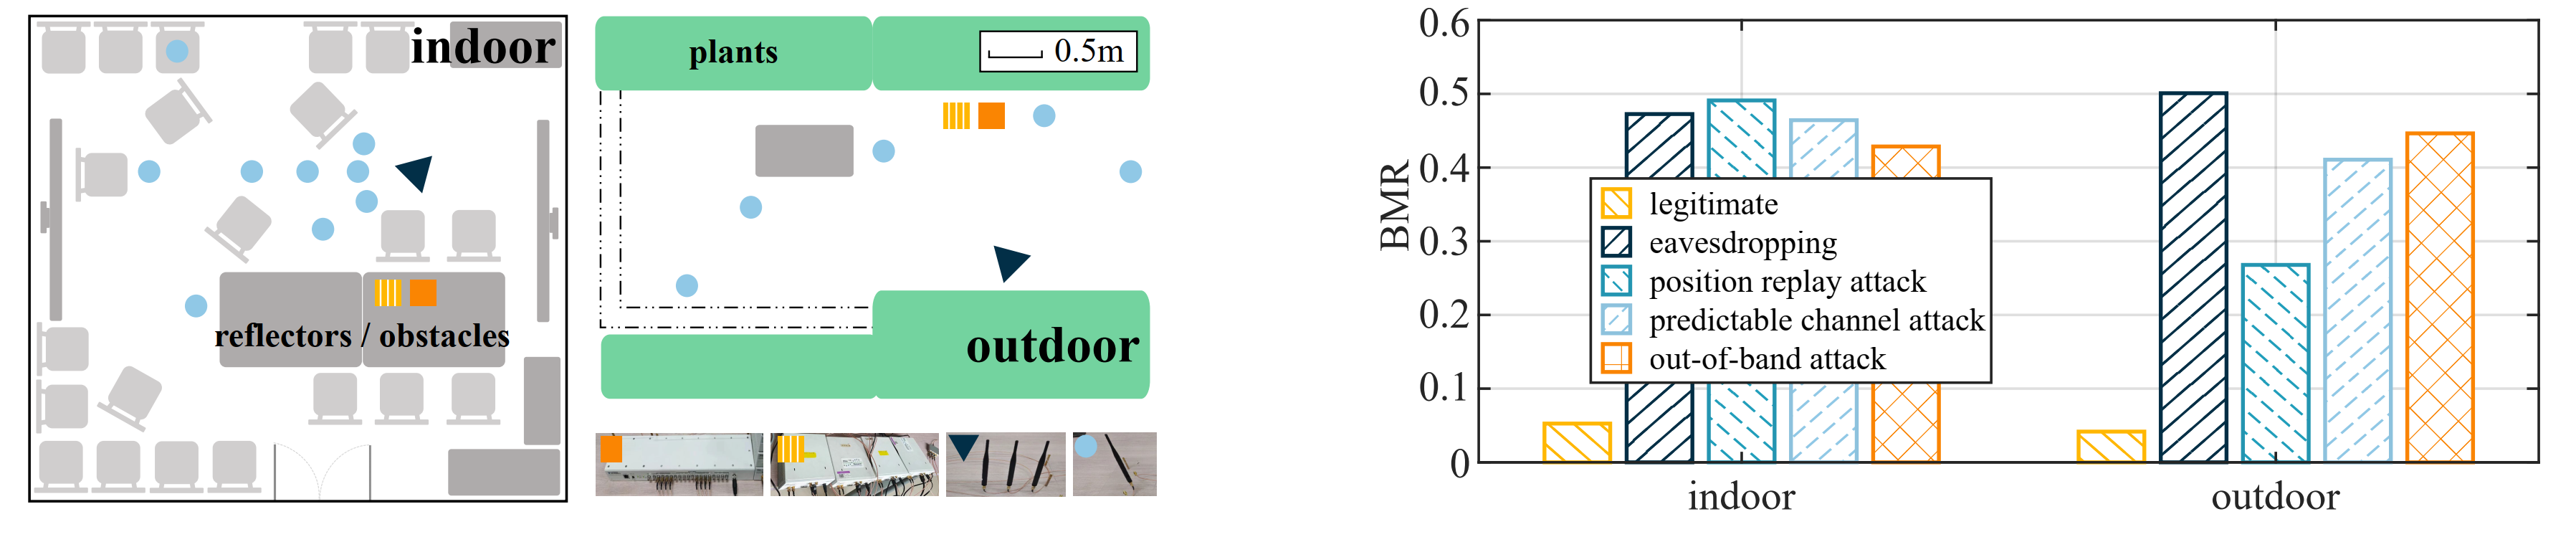 indoor
reflectors / obstacles
plants
0.5m
outdoor
BMR
0.6
0.5
0.4
0.3
0.2
0.1
0
legitimate
eavesdropping
position replay attack
predictable channel attack
out-of-band attack
indoor
outdoor